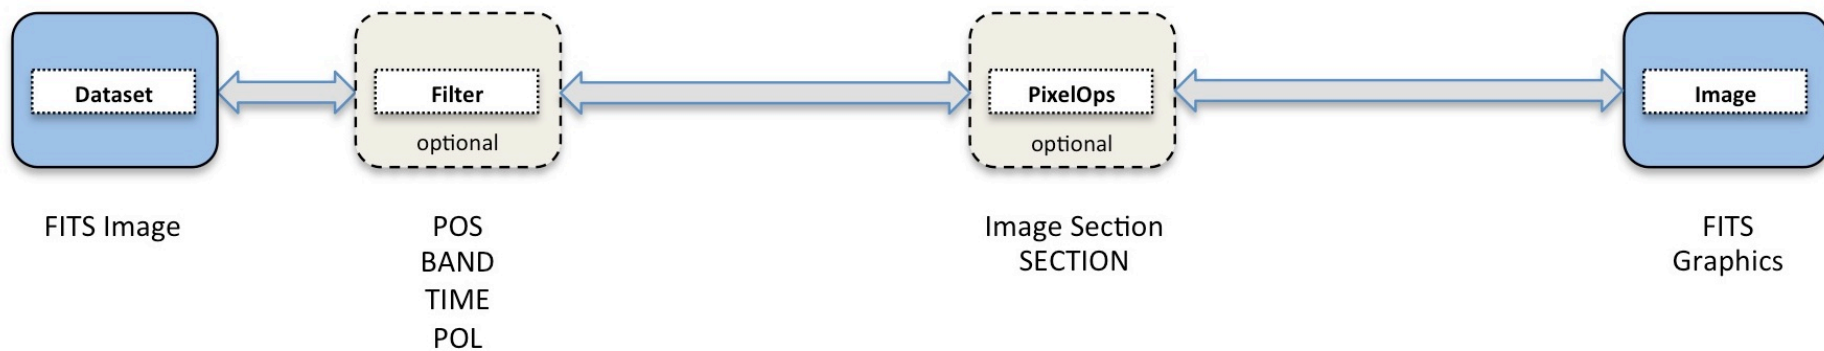 Dataset
Filter
optional
PixelOps
optional
Image
FITS Image
POS
BAND
TIME
POL
Image Section
SECTION
FITS
Graphics